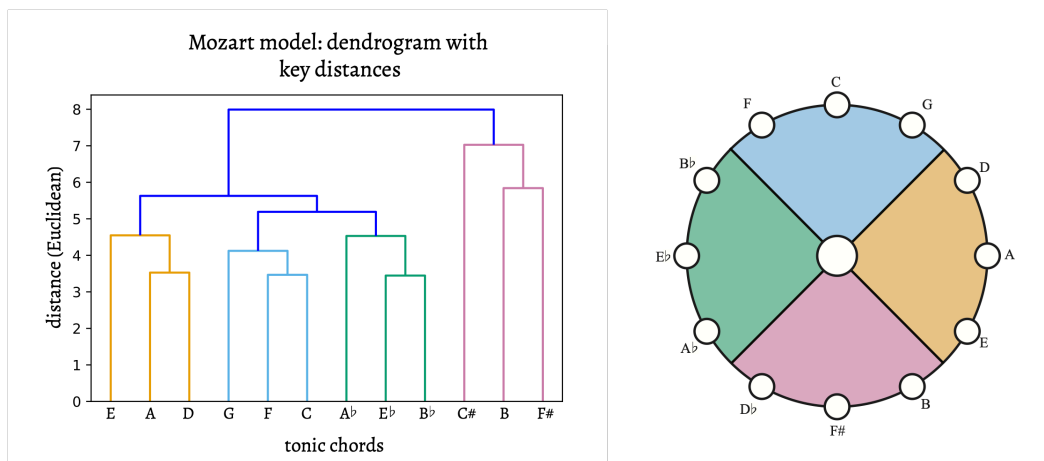 Mozart model: dendrogram with
key distances
distance (Euclidean)
8
7
6
5
4
3
2
1
0
E A D G F C A♭ E♭ B♭ C# B F#
tonic chords
C
F G
B♭ D
E♭ A
A♭ E
D♭ B
F#